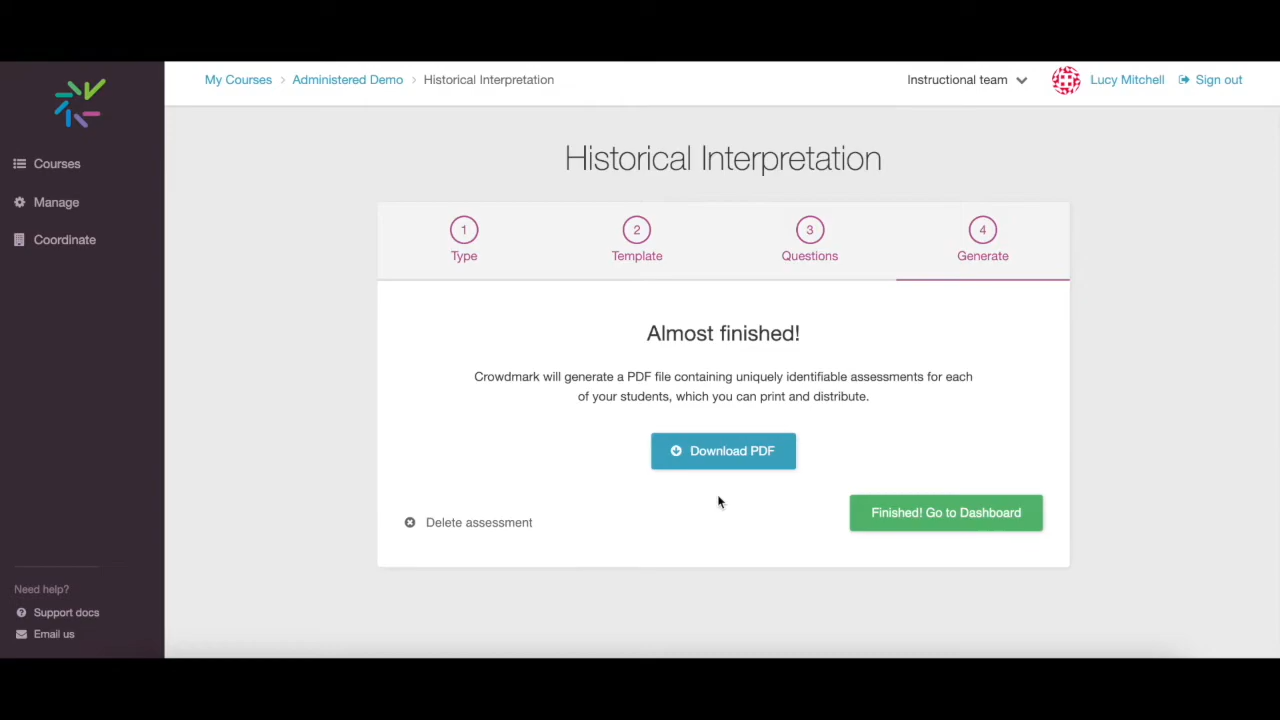 My Courses > Administered Demo > Historical Interpretation
Instructional team
Lucy Mitchell
Sign out
Courses
Manage
Coordinate
Historical Interpretation
1
Type
2
Template
3
Questions
4
Generate
Almost finished!
Crowdmark will generate a PDF file containing uniquely identifiable assessments for each
of your students, which you can print and distribute.
Download PDF
Delete assessment
Finished! Go to Dashboard
Need help?
Support docs
Email us